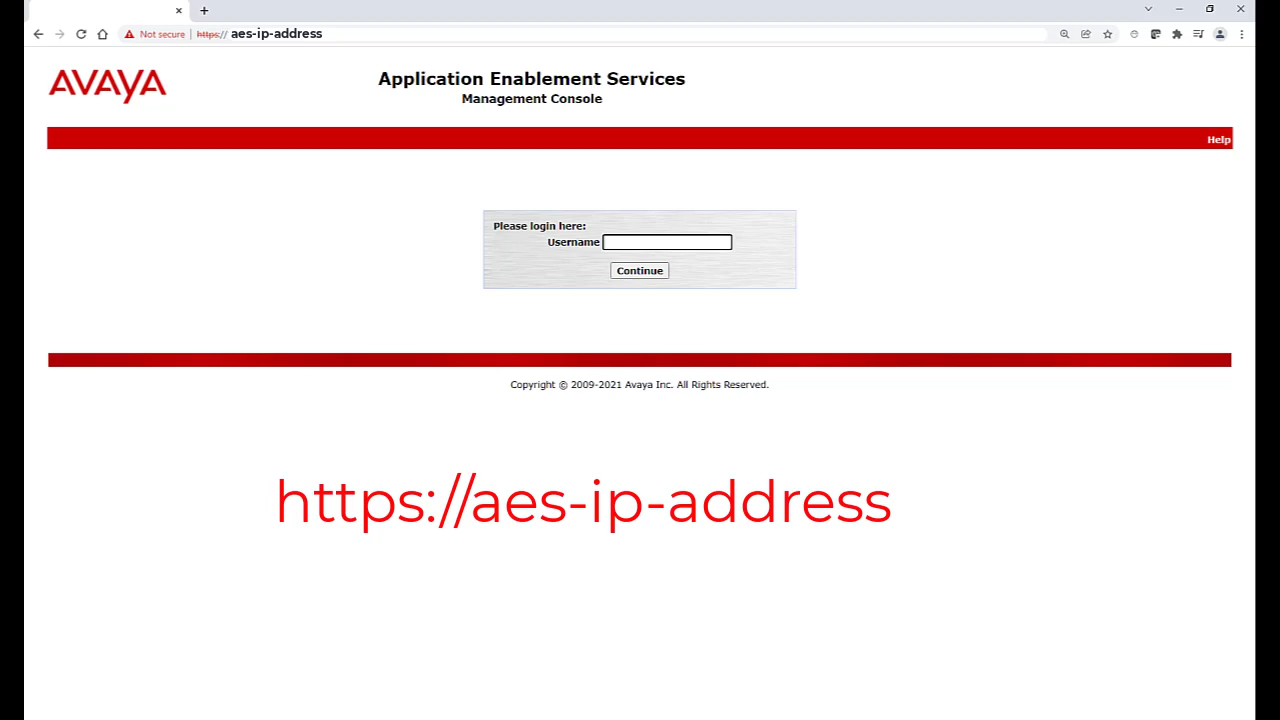 Not secure https:// aes-ip-address
AVAYA
Application Enablement Services
Management Console
Help
Please login here:
Username
Continue
Copyright © 2009-2021 Avaya Inc. All Rights Reserved.
https://aes-ip-address